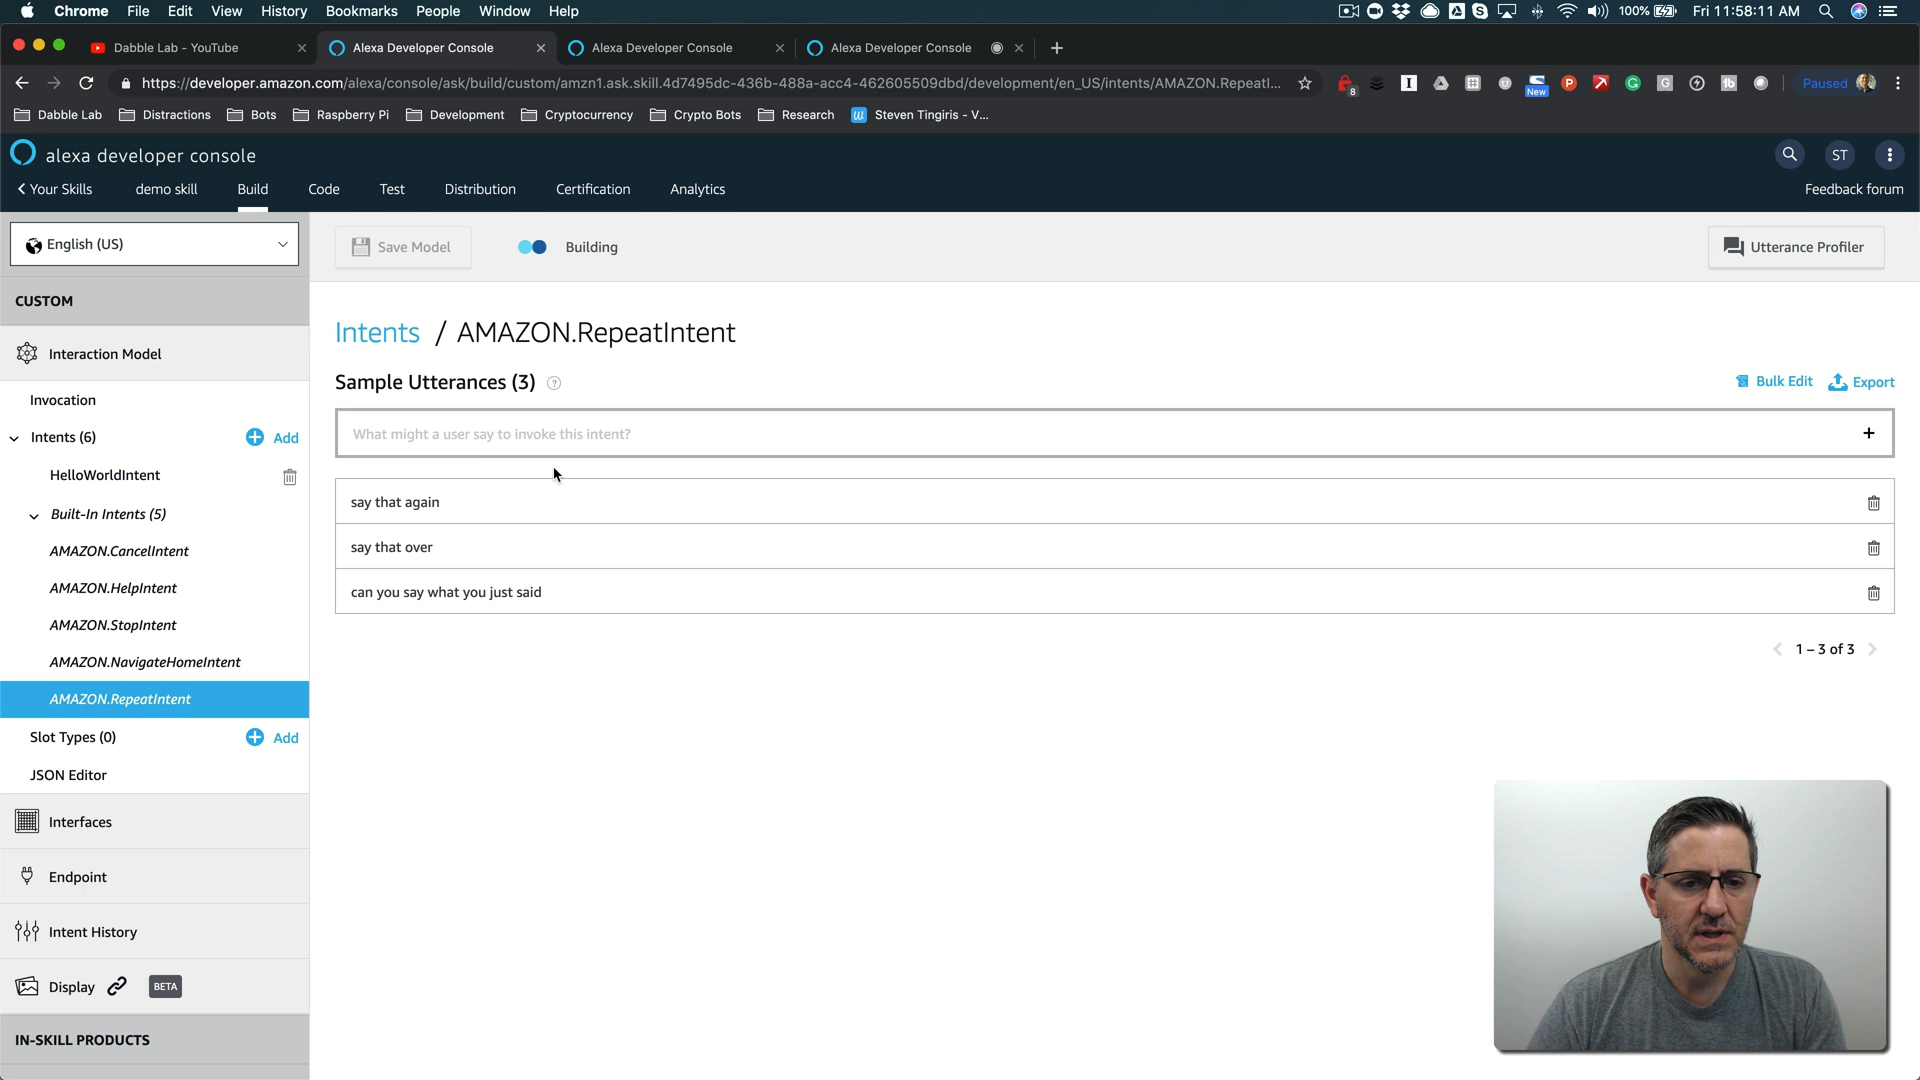 Chrome File Edit View History Bookmarks People Window Help 100% Fri 11:58:11 AM
Dabble Lab - YouTube Alexa Developer Console Alexa Developer Console Alexa Developer Console
https://developer.amazon.com/alexa/console/ask/build/custom/amzn1.ask.skill.4d7495dc-436b-488a-acc4-462605509dbd/development/en_US/intents/AMAZON.RepeatI... 8 New Paused
Dabble Lab Distractions Bots Raspberry Pi Development Cryptocurrency Crypto Bots Research Steven Tingiris - V...
alexa developer console ST
Your Skills demo skill Build Code Test Distribution Certification Analytics Feedback forum
English (US) Save Model Building Utterance Profiler
CUSTOM
Interaction Model
Invocation
Intents (6) Add
HelloWorldIntent
Built-In Intents (5)
AMAZON.CancelIntent
AMAZON.HelpIntent
AMAZON.StopIntent
AMAZON.NavigateHomeIntent
AMAZON.RepeatIntent
Slot Types (0) Add
JSON Editor
Interfaces
Endpoint
Intent History
Display BETA
IN-SKILL PRODUCTS
Intents / AMAZON.RepeatIntent
Sample Utterances (3) ? Bulk Edit Export
What might a user say to invoke this intent? +
say that again
say that over
can you say what you just said
1 – 3 of 3